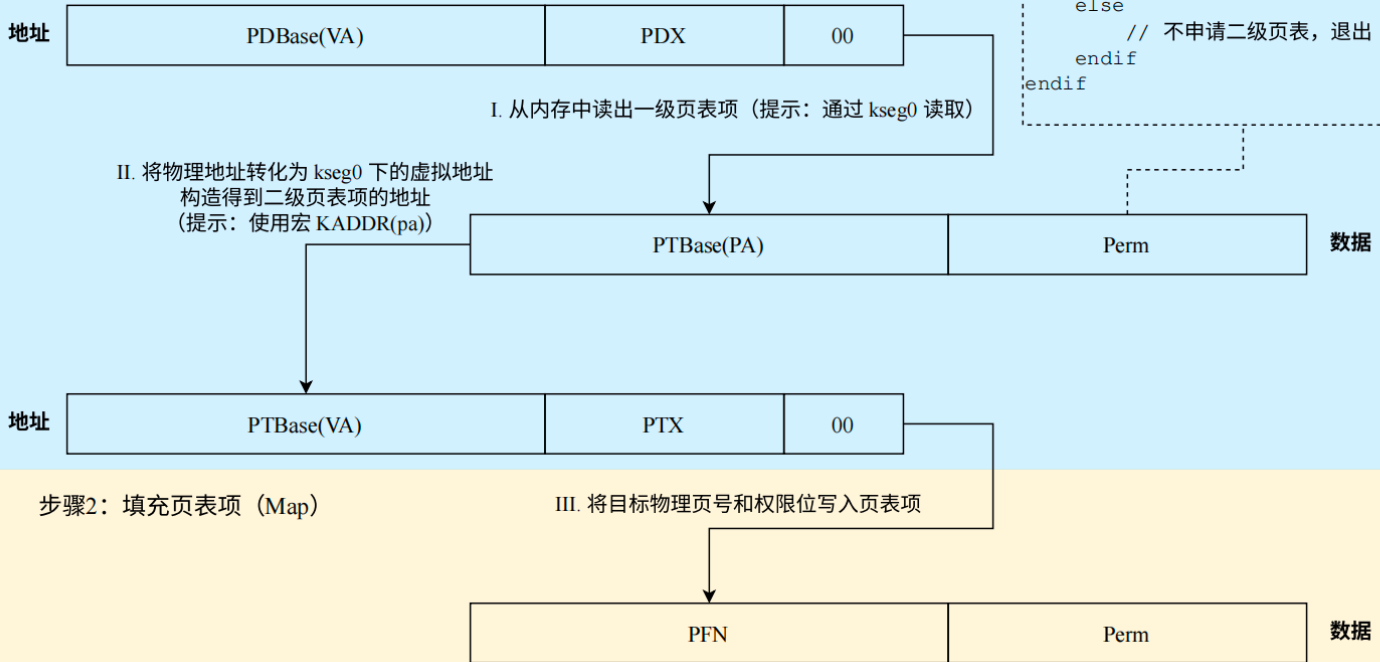 else
// 不申请二级页表，退出
endif
endif
地址
PDBase(VA)
PDX
00
I. 从内存中读出一级页表项（提示：通过 kseg0 读取）
II. 将物理地址转化为 kseg0 下的虚拟地址
构造得到二级页表项的地址
（提示：使用宏 KADDR(pa)）
PTBase(PA)
Perm
数据
地址
PTBase(VA)
PTX
00
步骤2：填充页表项（Map）
III. 将目标物理页号和权限位写入页表项
PFN
Perm
数据